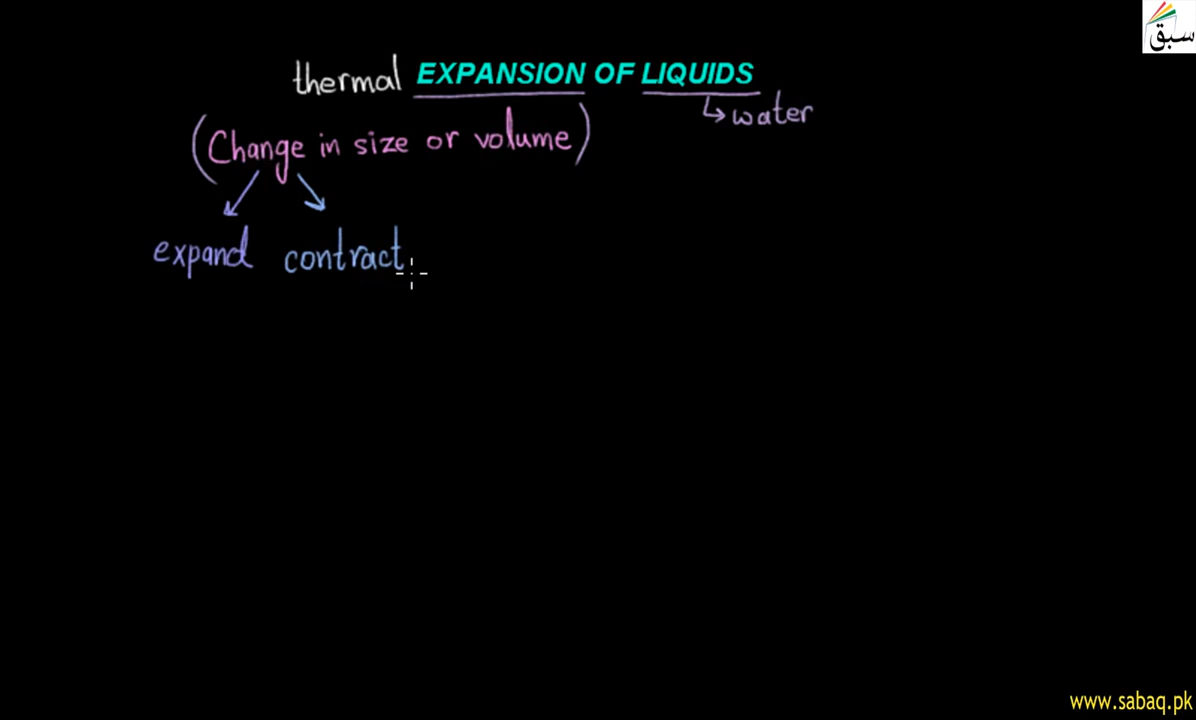 سبق
thermal EXPANSION OF LIQUIDS
water
(Change in size or volume)
expand contract
www.sabaq.pk